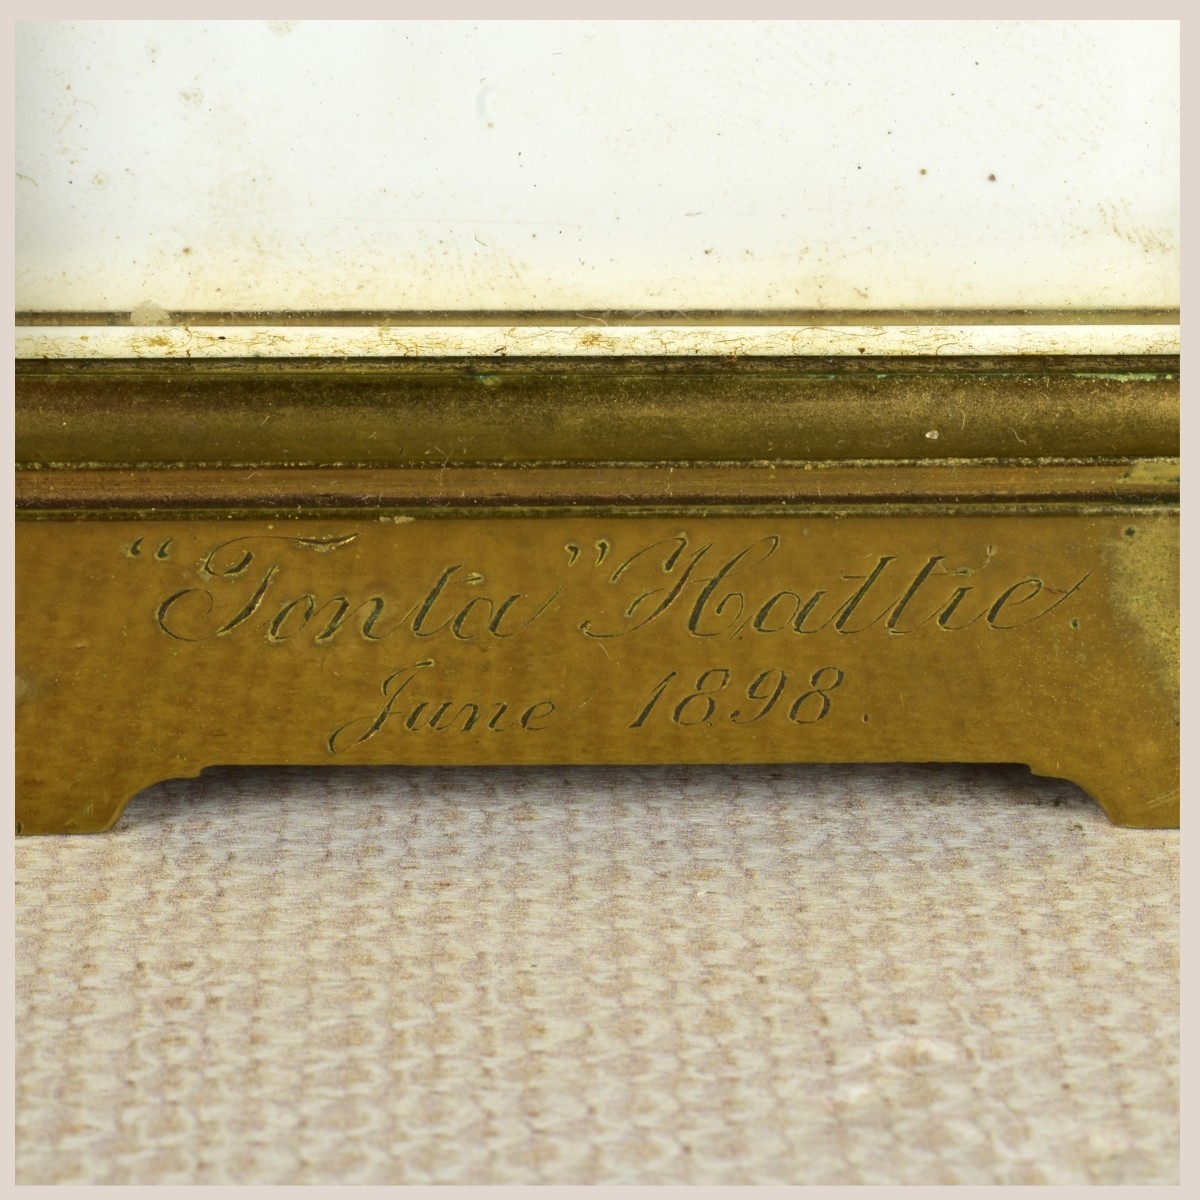 “Tonta” Hattie.
June 1898.